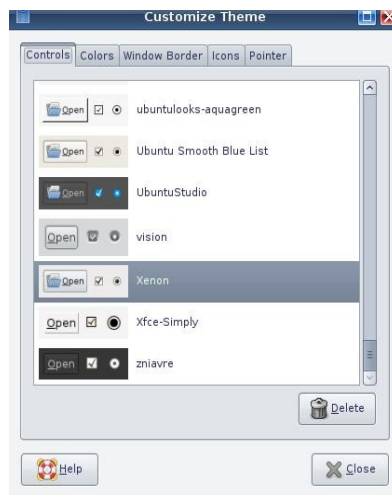 Customize Theme
Controls Colors Window Border Icons Pointer
Open ubuntulooks-aquagreen
Open Ubuntu Smooth Blue List
Open UbuntuStudio
Open vision
Open Xenon
Open Xfce-Simply
Open zniavre
Delete
Help Close